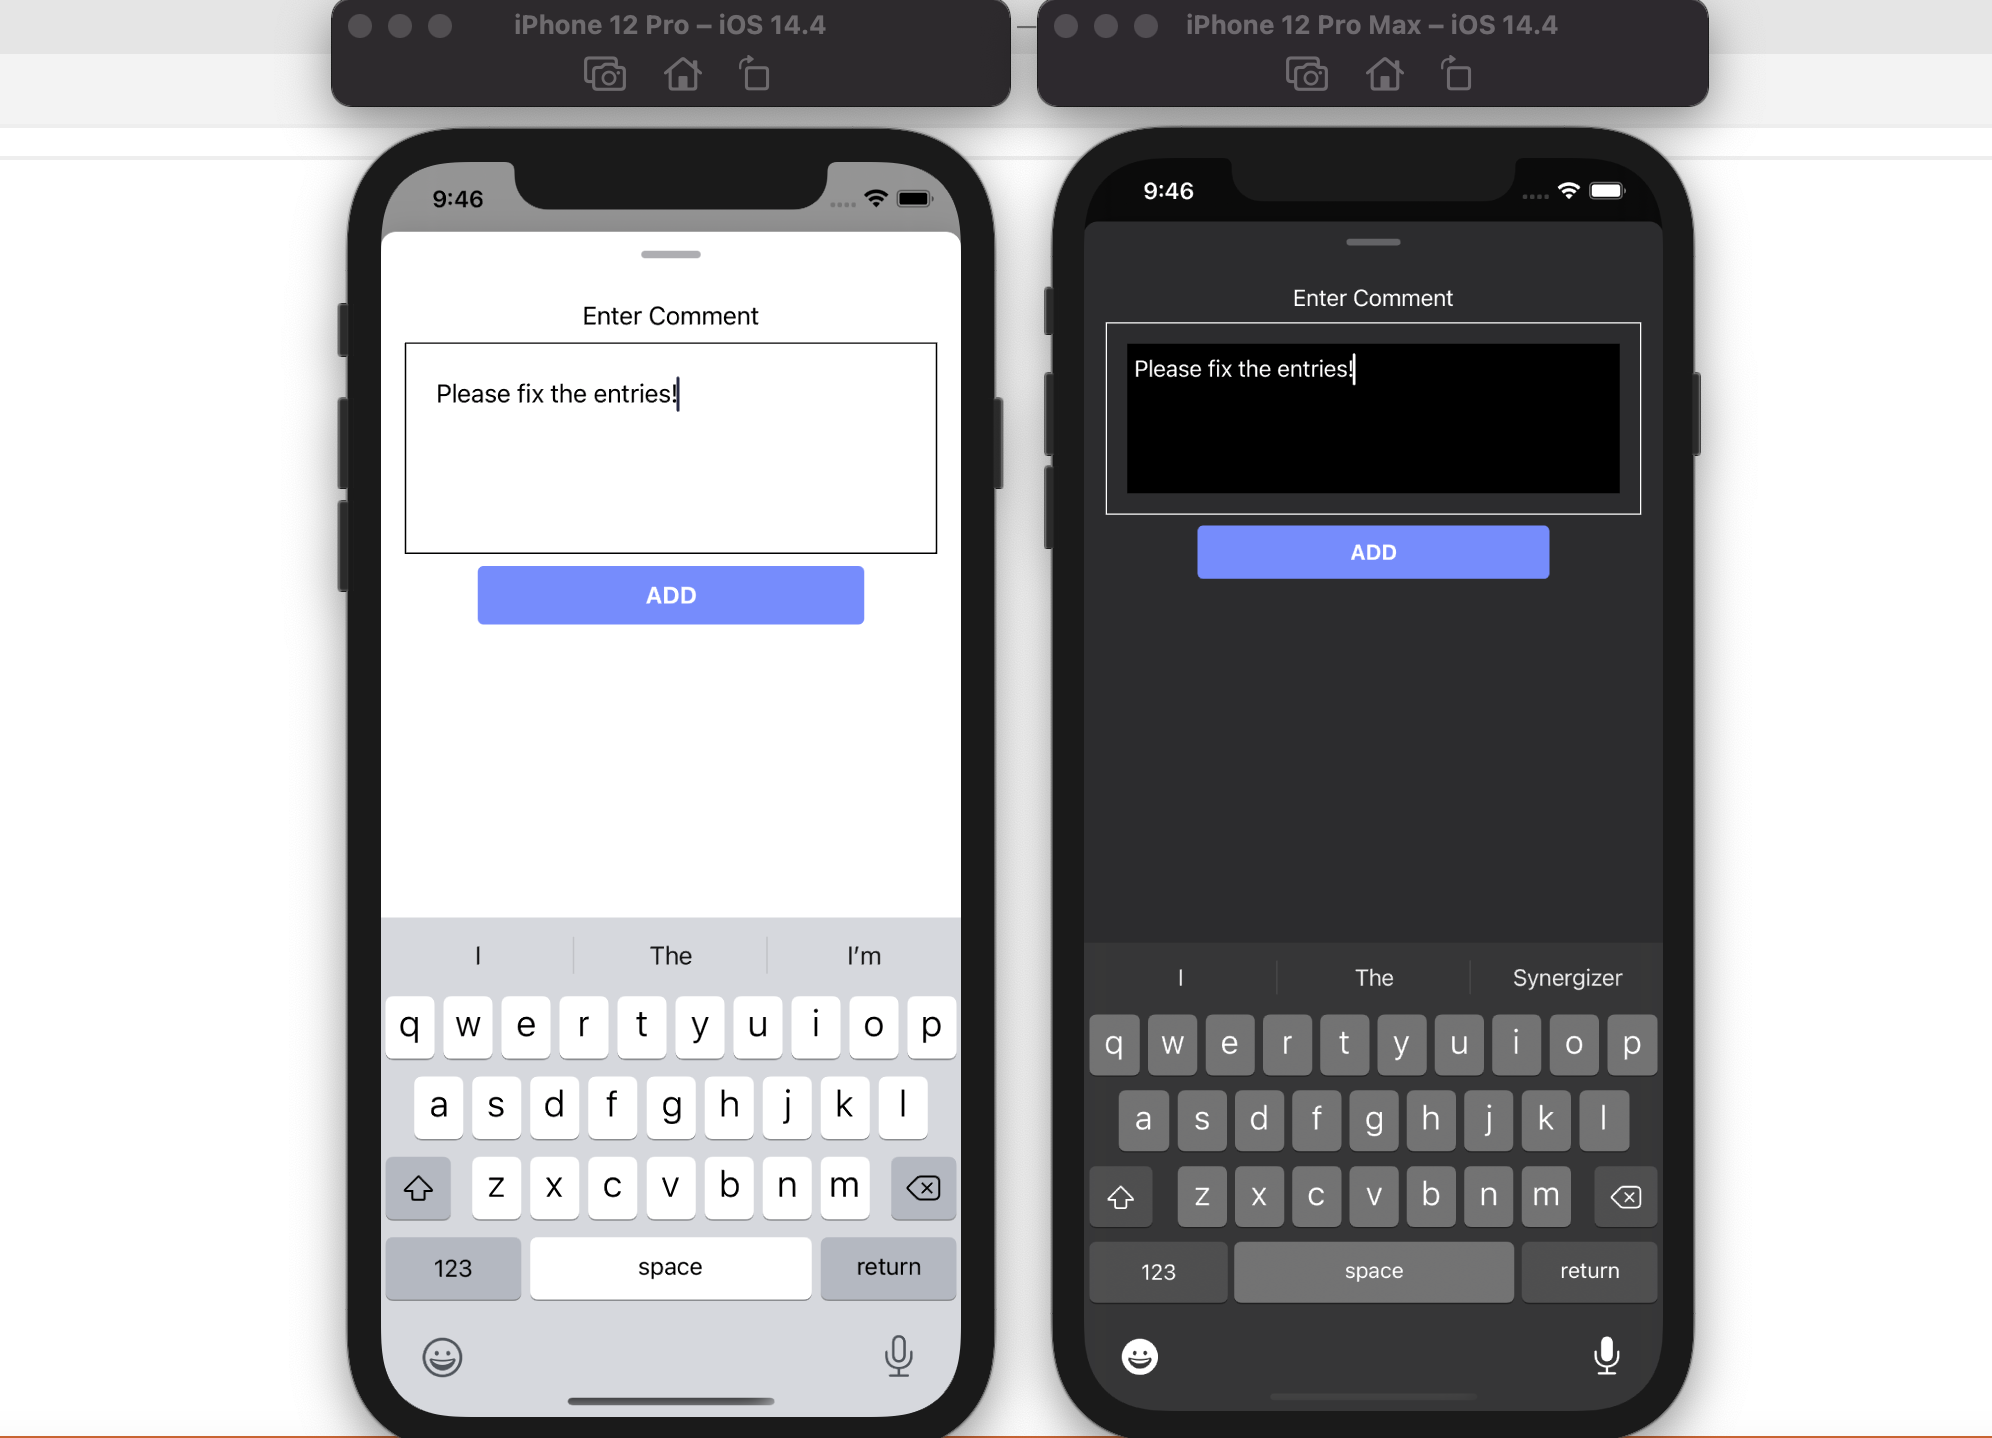 iPhone 12 Pro – iOS 14.4
9:46
Enter Comment
Please fix the entries!
ADD
I The I'm
q w e r t y u i o p
a s d f g h j k l
z x c v b n m
123 space return
iPhone 12 Pro Max – iOS 14.4
9:46
Enter Comment
Please fix the entries!
ADD
I The Synergizer
q w e r t y u i o p
a s d f g h j k l
z x c v b n m
123 space return